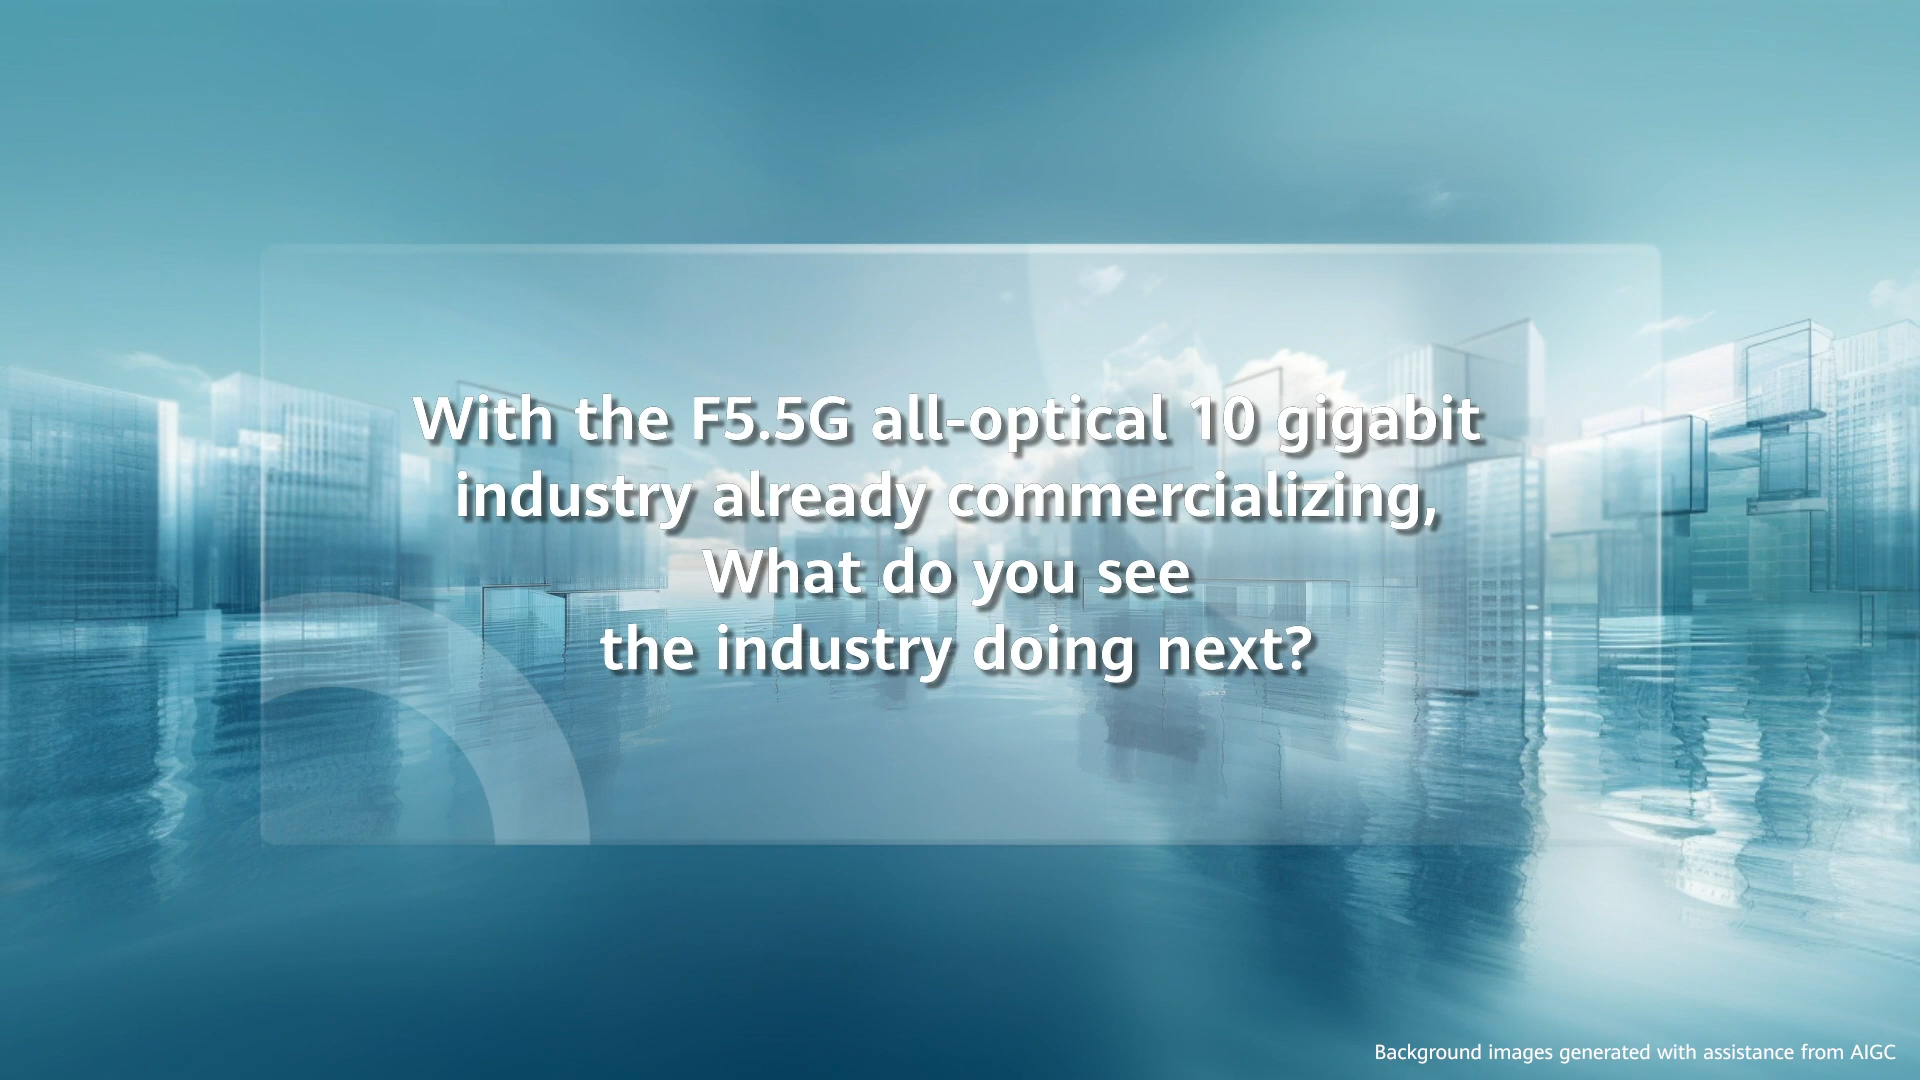 With the F5.5G all-optical 10 gigabit
industry already commercializing,
What do you see
the industry doing next?
Background images generated with assistance from AIGC